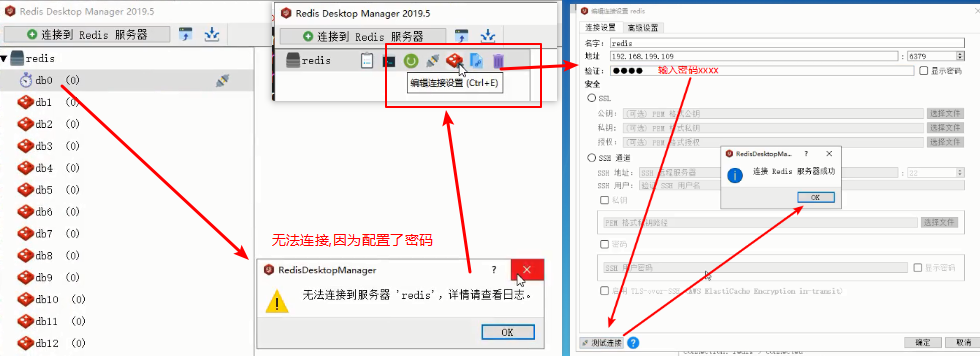 Redis Desktop Manager 2019.5
连接到 Redis 服务器
redis
db0 (0)
db1 (0)
db2 (0)
db3 (0)
db4 (0)
db5 (0)
db6 (0)
db7 (0)
db8 (0)
db9 (0)
db10 (0)
db11 (0)
db12 (0)
Redis Desktop Manager 2019.5
连接到 Redis 服务器
redis
编辑连接设置 (Ctrl+E)
无法连接,因为配置了密码
RedisDesktopManager
无法连接到服务器 'redis'，详情请查看日志。
OK
编辑连接设置 redis
连接设置 高级设置
名字: redis
地址 192.168.199.109 : 6379
验证: ●●●● 输入密码xxxx 显示密码
安全
SSL
公钥: (可选) PEM 格式公钥 选择文件
私钥: (可选) PEM 格式私钥 选择文件
授权: (可选) PEM 格式授权 选择文件
SSH 通道
SSH 地址: SSH 远程服务器 : 22
SSH 用户:
私钥
PEM 格式私钥路径 选择文件
密码
SSH 用户密码 显示密码
TLS-over-SSH (AWS ElastiCache Encryption in-transit)
RedisDesktopMa...
连接 Redis 服务器成功
OK
测试连接 确定 取消